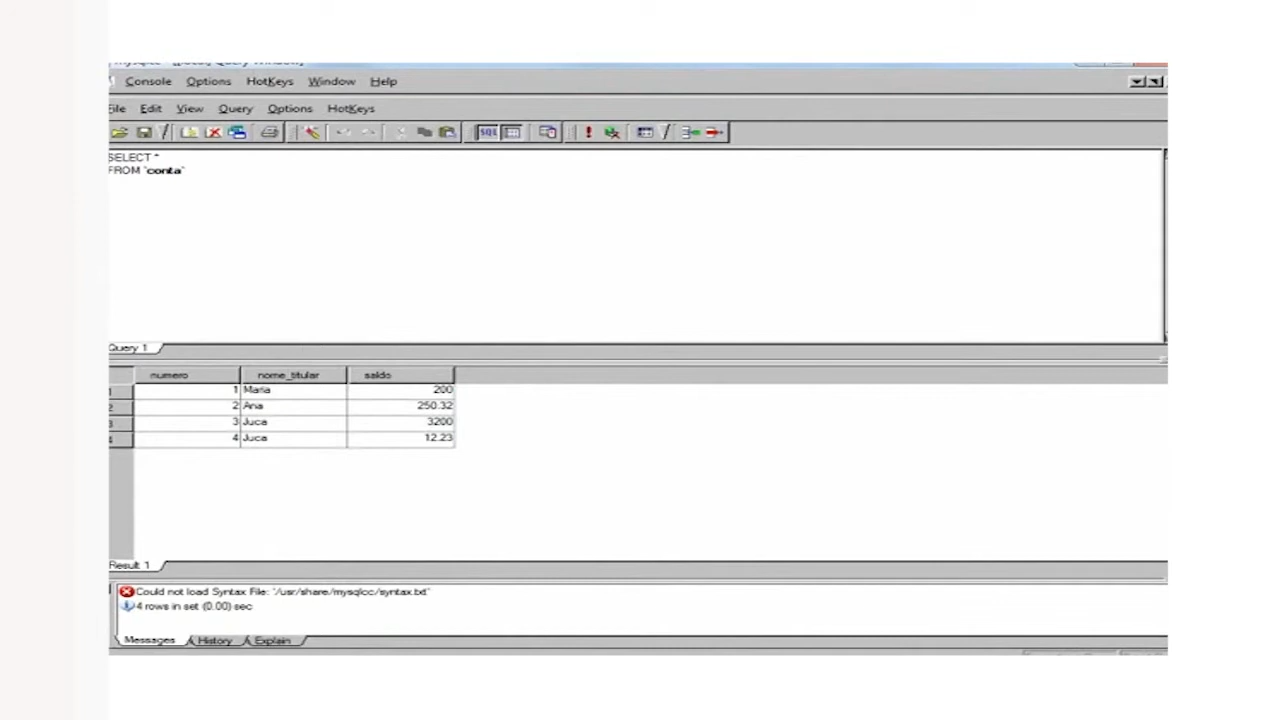 Console Options HotKeys Window Help
File Edit View Query Options HotKeys
SQL
SELECT *
FROM `conta`
Query 1
numero nome_titular saldo
1 1 Maria 200
2 2 Ana 250.32
3 3 Juca 3200
4 4 Juca 12.23
Result 1
Could not load Syntax File: '/usr/share/mysqlcc/syntax.txt'
4 rows in set (0.00) sec
Messages History Explain